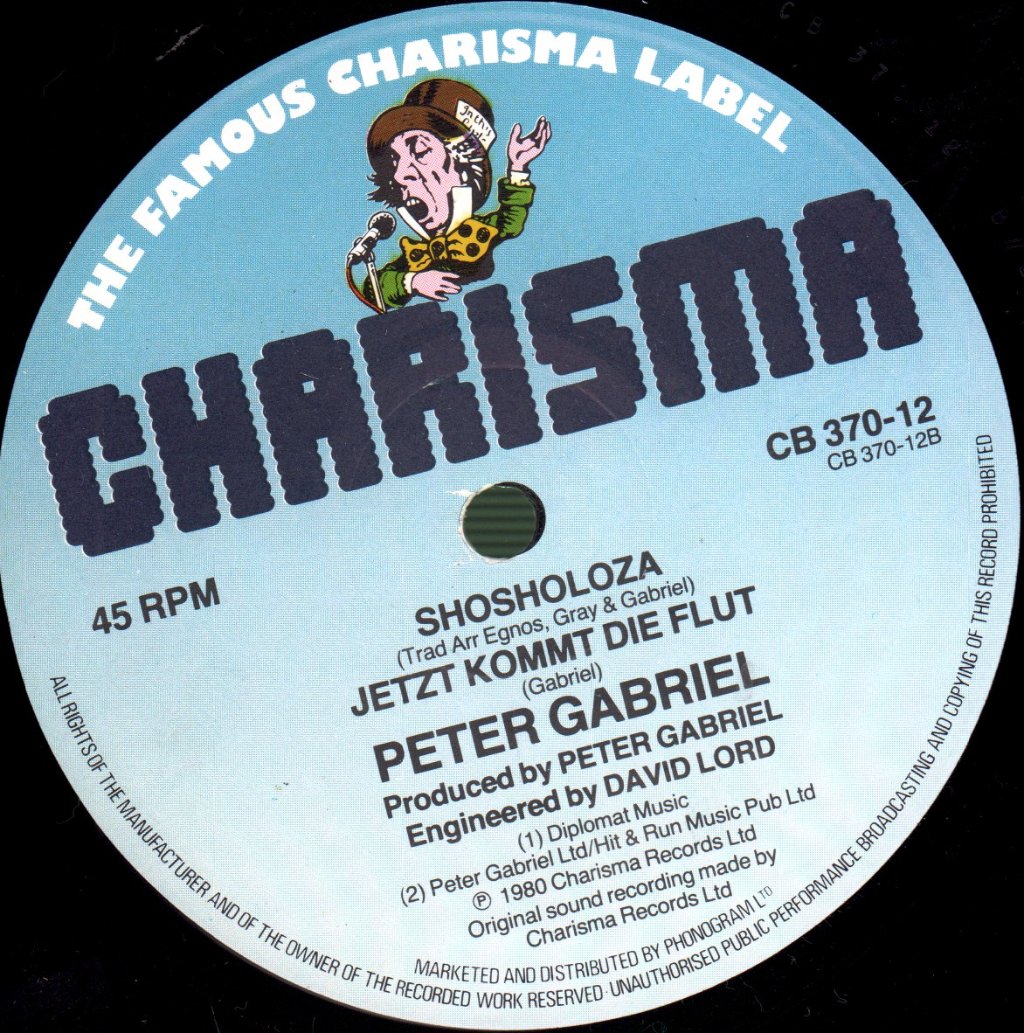 THE FAMOUS CHARISMA LABEL
CHARISMA
CB 370-12
CB 370-12B
45 RPM
SHOSHOLOZA
(Trad Arr Egnos, Gray & Gabriel)
JETZT KOMMT DIE FLUT
(Gabriel)
PETER GABRIEL
Produced by PETER GABRIEL
Engineered by DAVID LORD
(1) Diplomat Music
(2) Peter Gabriel Ltd/Hit & Run Music Pub Ltd
℗ 1980 Charisma Records Ltd
Original sound recording made by
Charisma Records Ltd
MARKETED AND DISTRIBUTED BY PHONOGRAM LTD
ALL RIGHTS OF THE MANUFACTURER AND OF THE OWNER OF THE RECORDED WORK RESERVED·UNAUTHORISED PUBLIC PERFORMANCE BROADCASTING AND COPYING OF THIS RECORD PROHIBITED